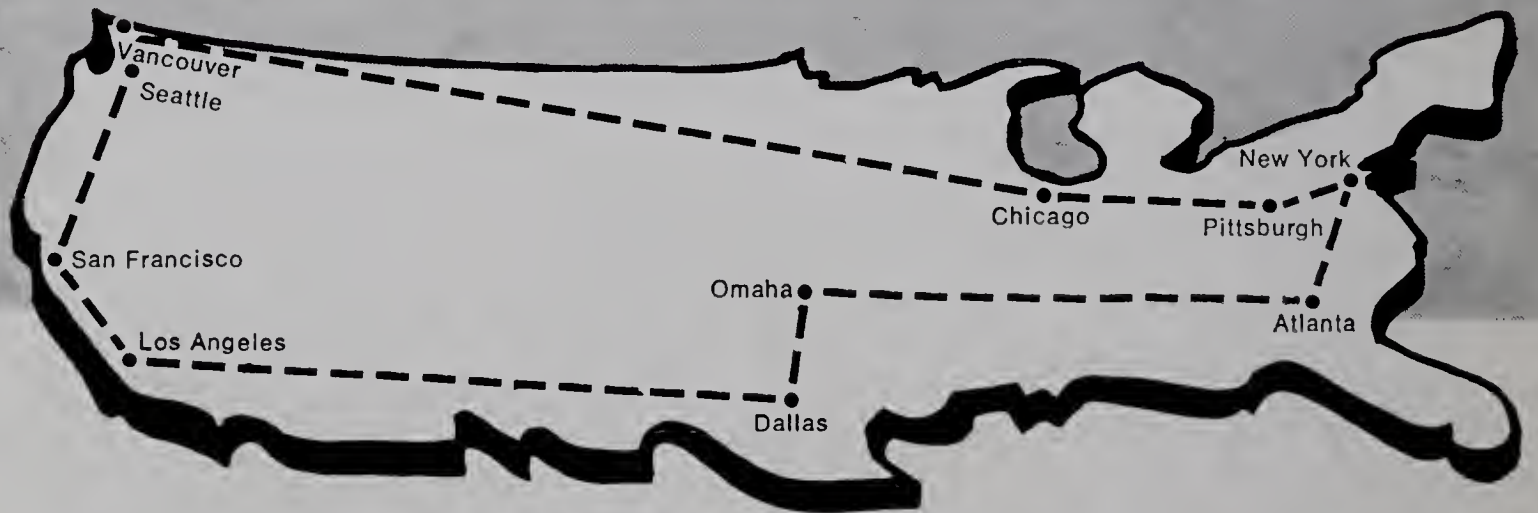 Vancouver
Seattle
New York
Chicago
Pittsburgh
San Francisco
Omaha
Atlanta
Los Angeles
Dallas